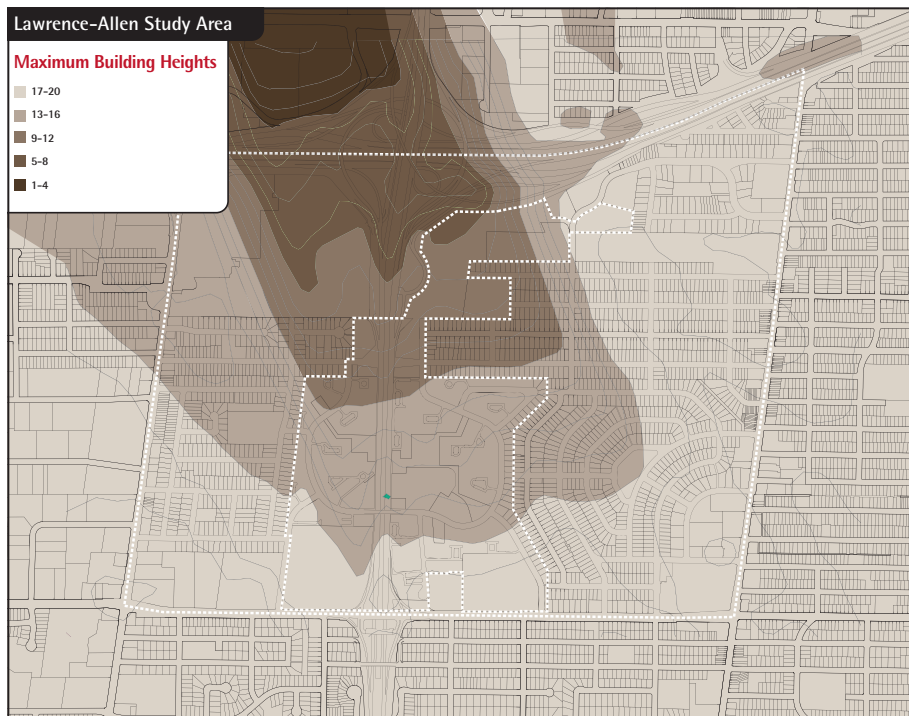 Lawrence-Allen Study Area
Maximum Building Heights
17-20
13-16
9-12
5-8
1-4